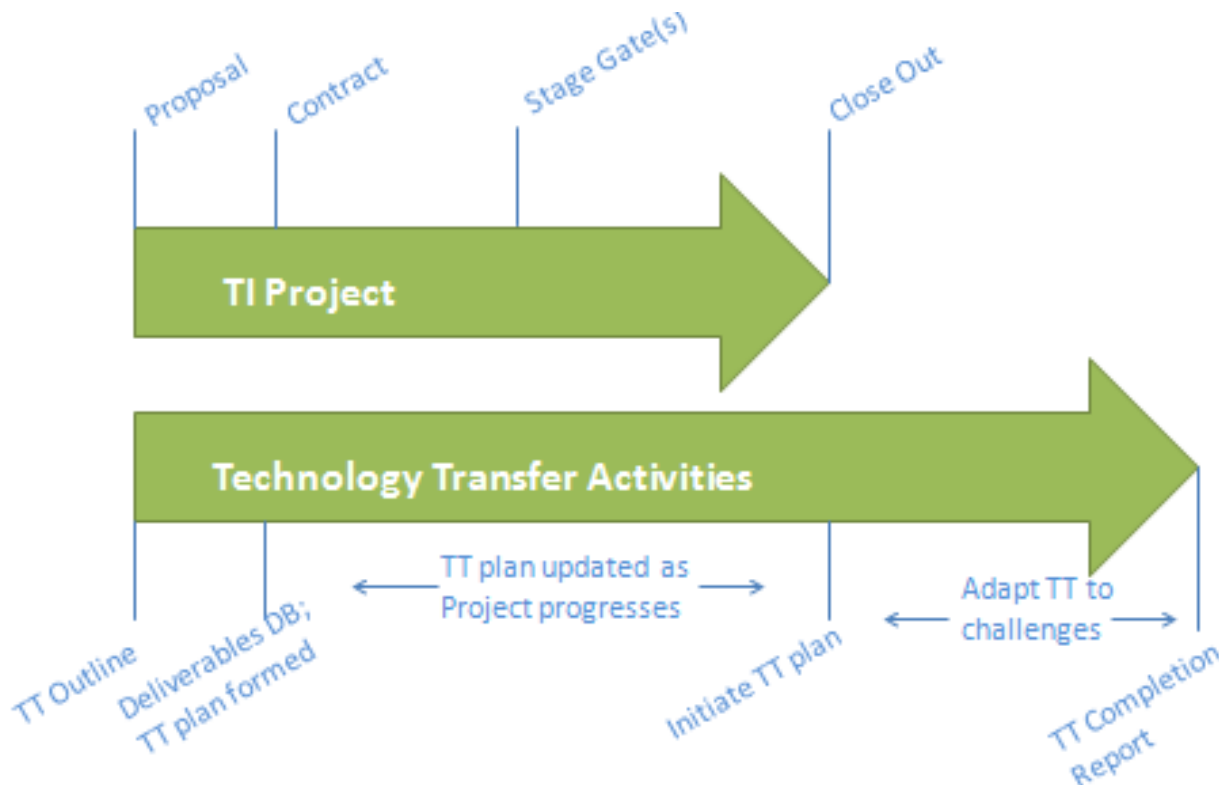 Proposal
Contract
Stage Gate(s)
Close Out
TI Project
Technology Transfer Activities
TT plan updated as
Project progresses
Adapt TT to
challenges
TT Outline
Deliverables DB;
TT plan formed
Initiate TT plan
TT Completion
Report